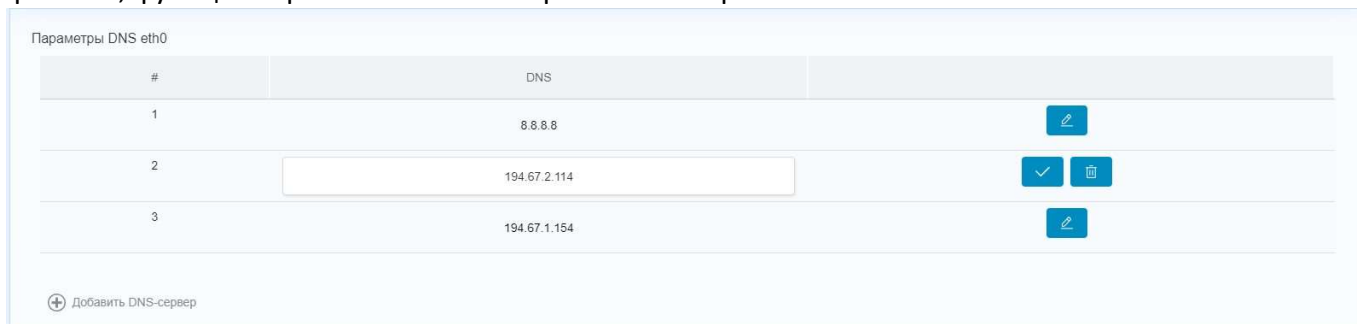 Параметры DNS eth0
# DNS
1 8.8.8.8
2 194.67.2.114
3 194.67.1.154
Добавить DNS-сервер